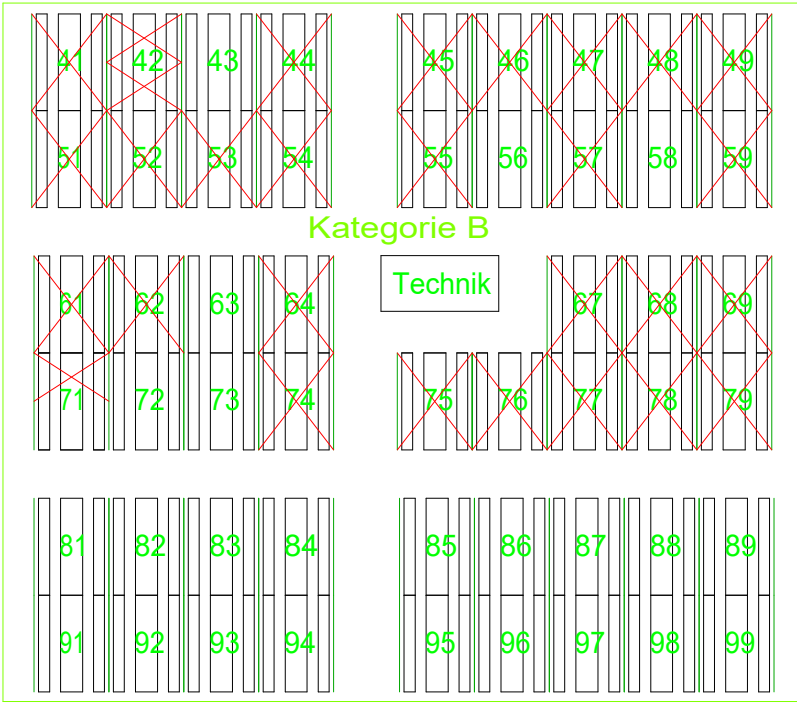 41 42 43 44 45 46 47 48 49
51 52 53 54 55 56 57 58 59
Kategorie B
Technik
61 62 63 64 67 68 69
71 72 73 74 75 76 77 78 79
81 82 83 84 85 86 87 88 89
91 92 93 94 95 96 97 98 99